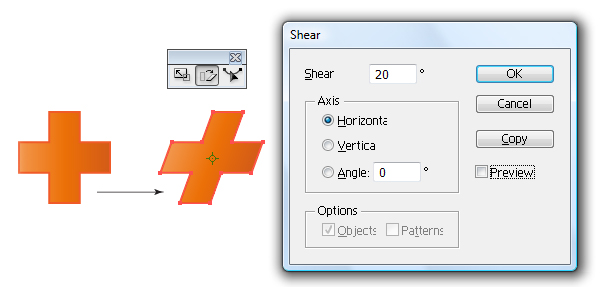 Shear
Shear 20 °
OK
Axis
Cancel
Horizonta
Copy
Vertica
Angle: 0 °
Preview
Options
Objects Patterns